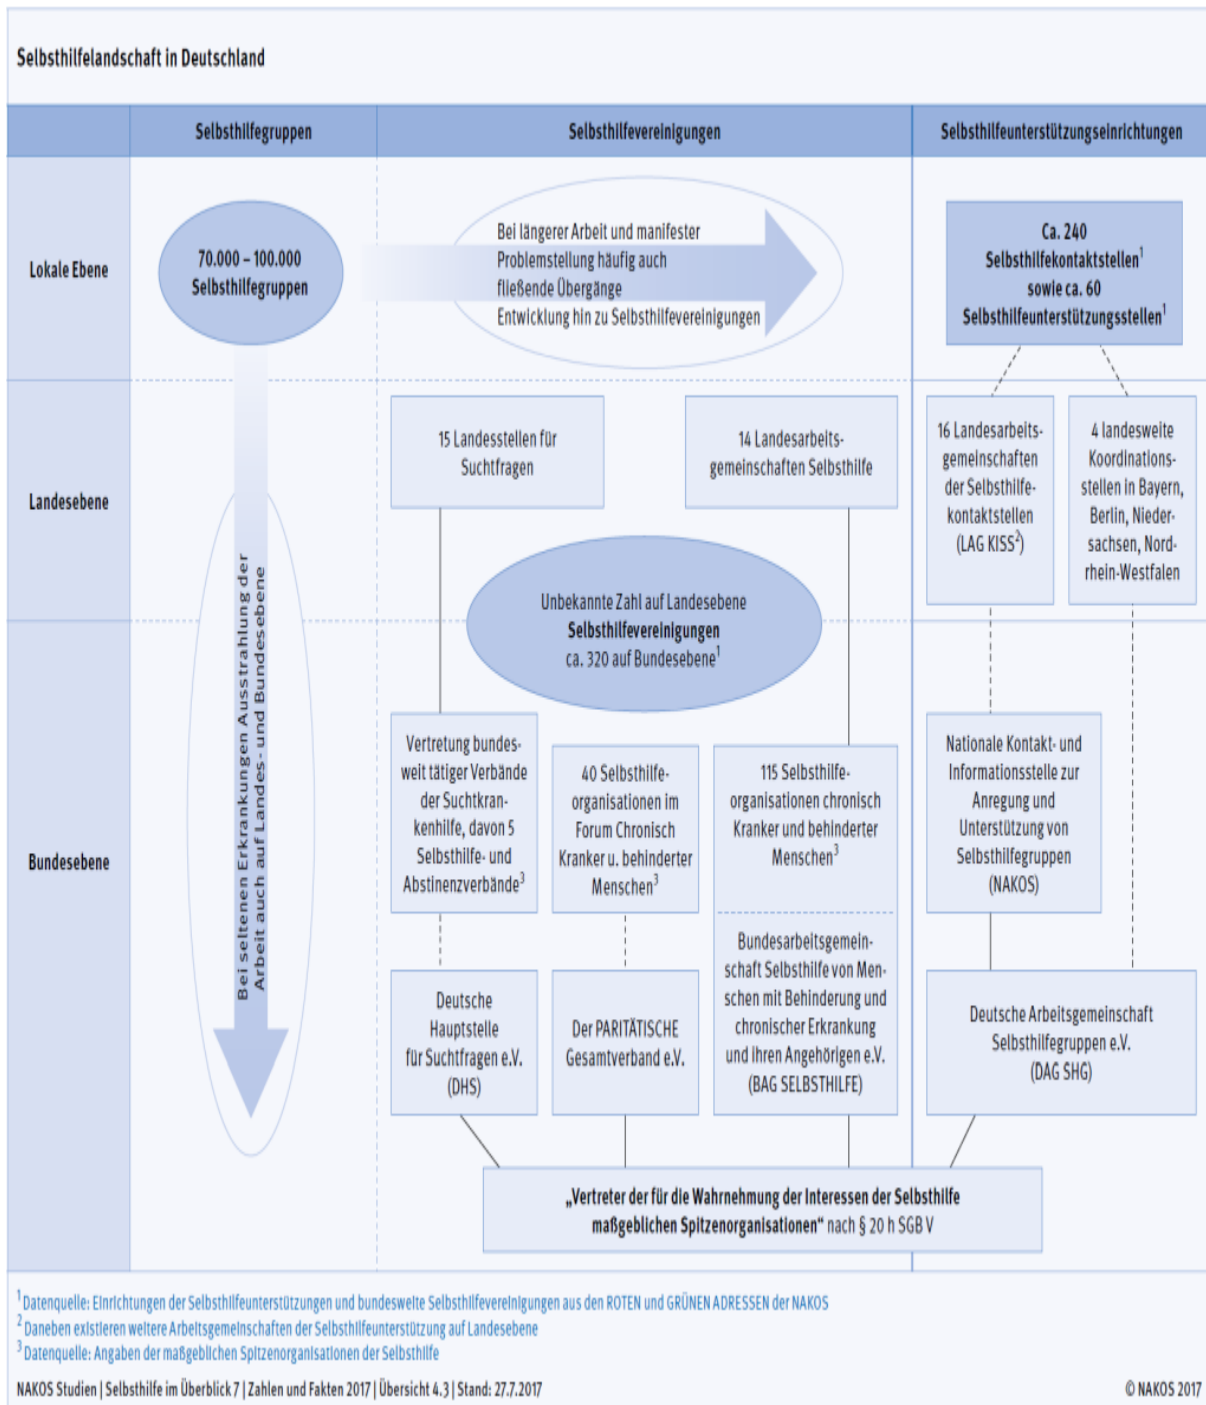 Selbsthilfelandschaft in Deutschland
Selbsthilfegruppen
Selbsthilfevereinigungen
Selbsthilfeunterstützungseinrichtungen
Lokale Ebene
70.000 – 100.000
Selbsthilfegruppen
Bei längerer Arbeit und manifester
Problemstellung häufig auch
fließende Übergänge
Entwicklung hin zu Selbsthilfevereinigungen
Ca. 240
Selbsthilfekontaktstellen¹
sowie ca. 60
Selbsthilfeunterstützungsstellen¹
Landesebene
15 Landesstellen für
Suchtfragen
14 Landesarbeits-
gemeinschaften Selbsthilfe
16 Landesarbeits-
gemeinschaften
der Selbsthilfe-
kontaktstellen
(LAG KISS²)
4 landesweite
Koordinations-
stellen in Bayern,
Berlin, Nieder-
sachsen, Nord-
rhein-Westfalen
Bei seltenen Erkrankungen Ausstrahlung der
Arbeit auch auf Landes- und Bundesebene
Unbekannte Zahl auf Landesebene
Selbsthilfevereinigungen
ca. 320 auf Bundesebene¹
Bundesebene
Vertretung bundes-
weit tätiger Verbände
der Suchtkran-
kenhilfe, davon 5
Selbsthilfe- und
Abstinenzverbände³
40 Selbsthilfe-
organisationen im
Forum Chronisch
Kranker u. behinderter
Menschen³
115 Selbsthilfe-
organisationen chronisch
Kranker und behinderter
Menschen³
Nationale Kontakt- und
Informationsstelle zur
Anregung und
Unterstützung von
Selbsthilfegruppen
(NAKOS)
Deutsche
Hauptstelle
für Suchtfragen e.V.
(DHS)
Der PARITÄTISCHE
Gesamtverband e.V.
Bundesarbeitsgemein-
schaft Selbsthilfe von Men-
schen mit Behinderung und
chronischer Erkrankung
und ihren Angehörigen e.V.
(BAG SELBSTHILFE)
Deutsche Arbeitsgemeinschaft
Selbsthilfegruppen e.V.
(DAG SHG)
„Vertreter der für die Wahrnehmung der Interessen der Selbsthilfe
maßgeblichen Spitzenorganisationen“ nach § 20 h SGB V
¹ Datenquelle: Einrichtungen der Selbsthilfeunterstützungen und bundesweite Selbsthilfevereinigungen aus den ROTEN und GRÜNEN ADRESSEN der NAKOS
² Daneben existieren weitere Arbeitsgemeinschaften der Selbsthilfeunterstützung auf Landesebene
³ Datenquelle: Angaben der maßgeblichen Spitzenorganisationen der Selbsthilfe
NAKOS Studien | Selbsthilfe im Überblick 7 | Zahlen und Fakten 2017 | Übersicht 4.3 | Stand: 27.7.2017
© NAKOS 2017